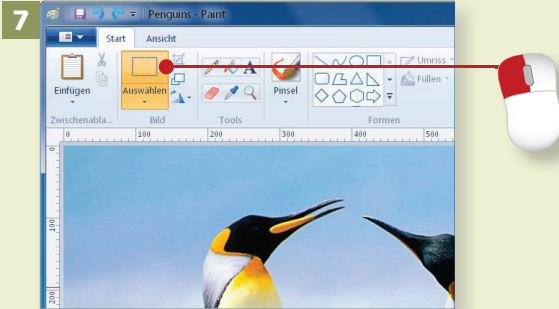 7
Penguins - Paint
Start Ansicht
Umriss
Füllen
Einfügen Auswählen Pinsel
Zwischenabla... Bild Tools Formen
0 100 200 300 400 500
0
100
200